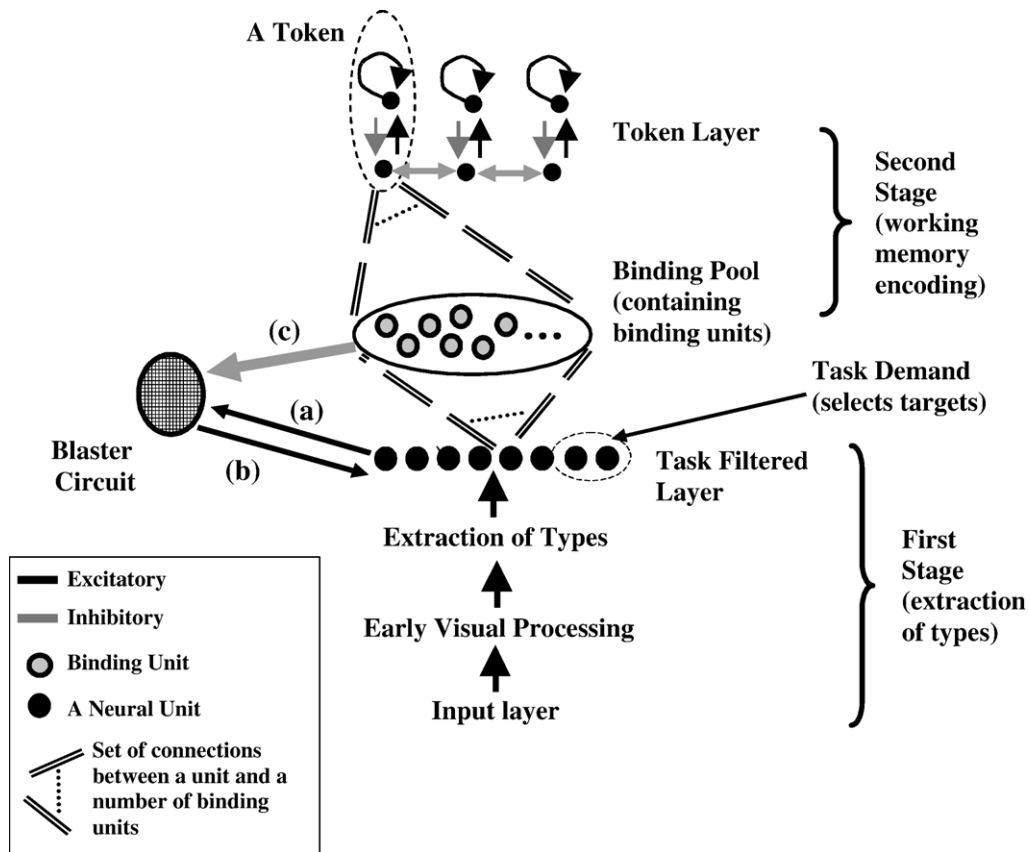 A Token
Token Layer
Second
Stage
(working
memory
encoding)
Binding Pool
(containing
binding units)
(c)
Task Demand
(selects targets)
(a)
(b)
Blaster
Circuit
Task Filtered
Layer
Extraction of Types
First
Stage
(extraction
of types)
Early Visual Processing
Input layer
Excitatory
Inhibitory
Binding Unit
A Neural Unit
Set of connections
between a unit and a
number of binding
units